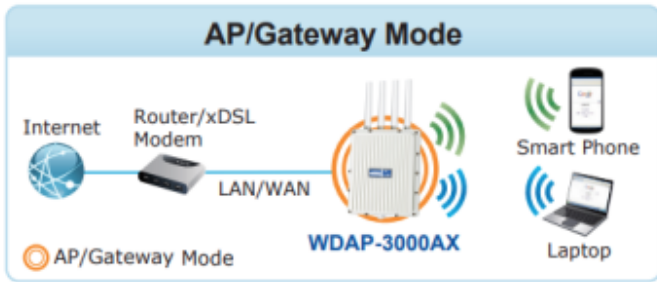 AP/Gateway Mode
Internet
Router/xDSL
Modem
LAN/WAN
WDAP-3000AX
Smart Phone
Laptop
AP/Gateway Mode